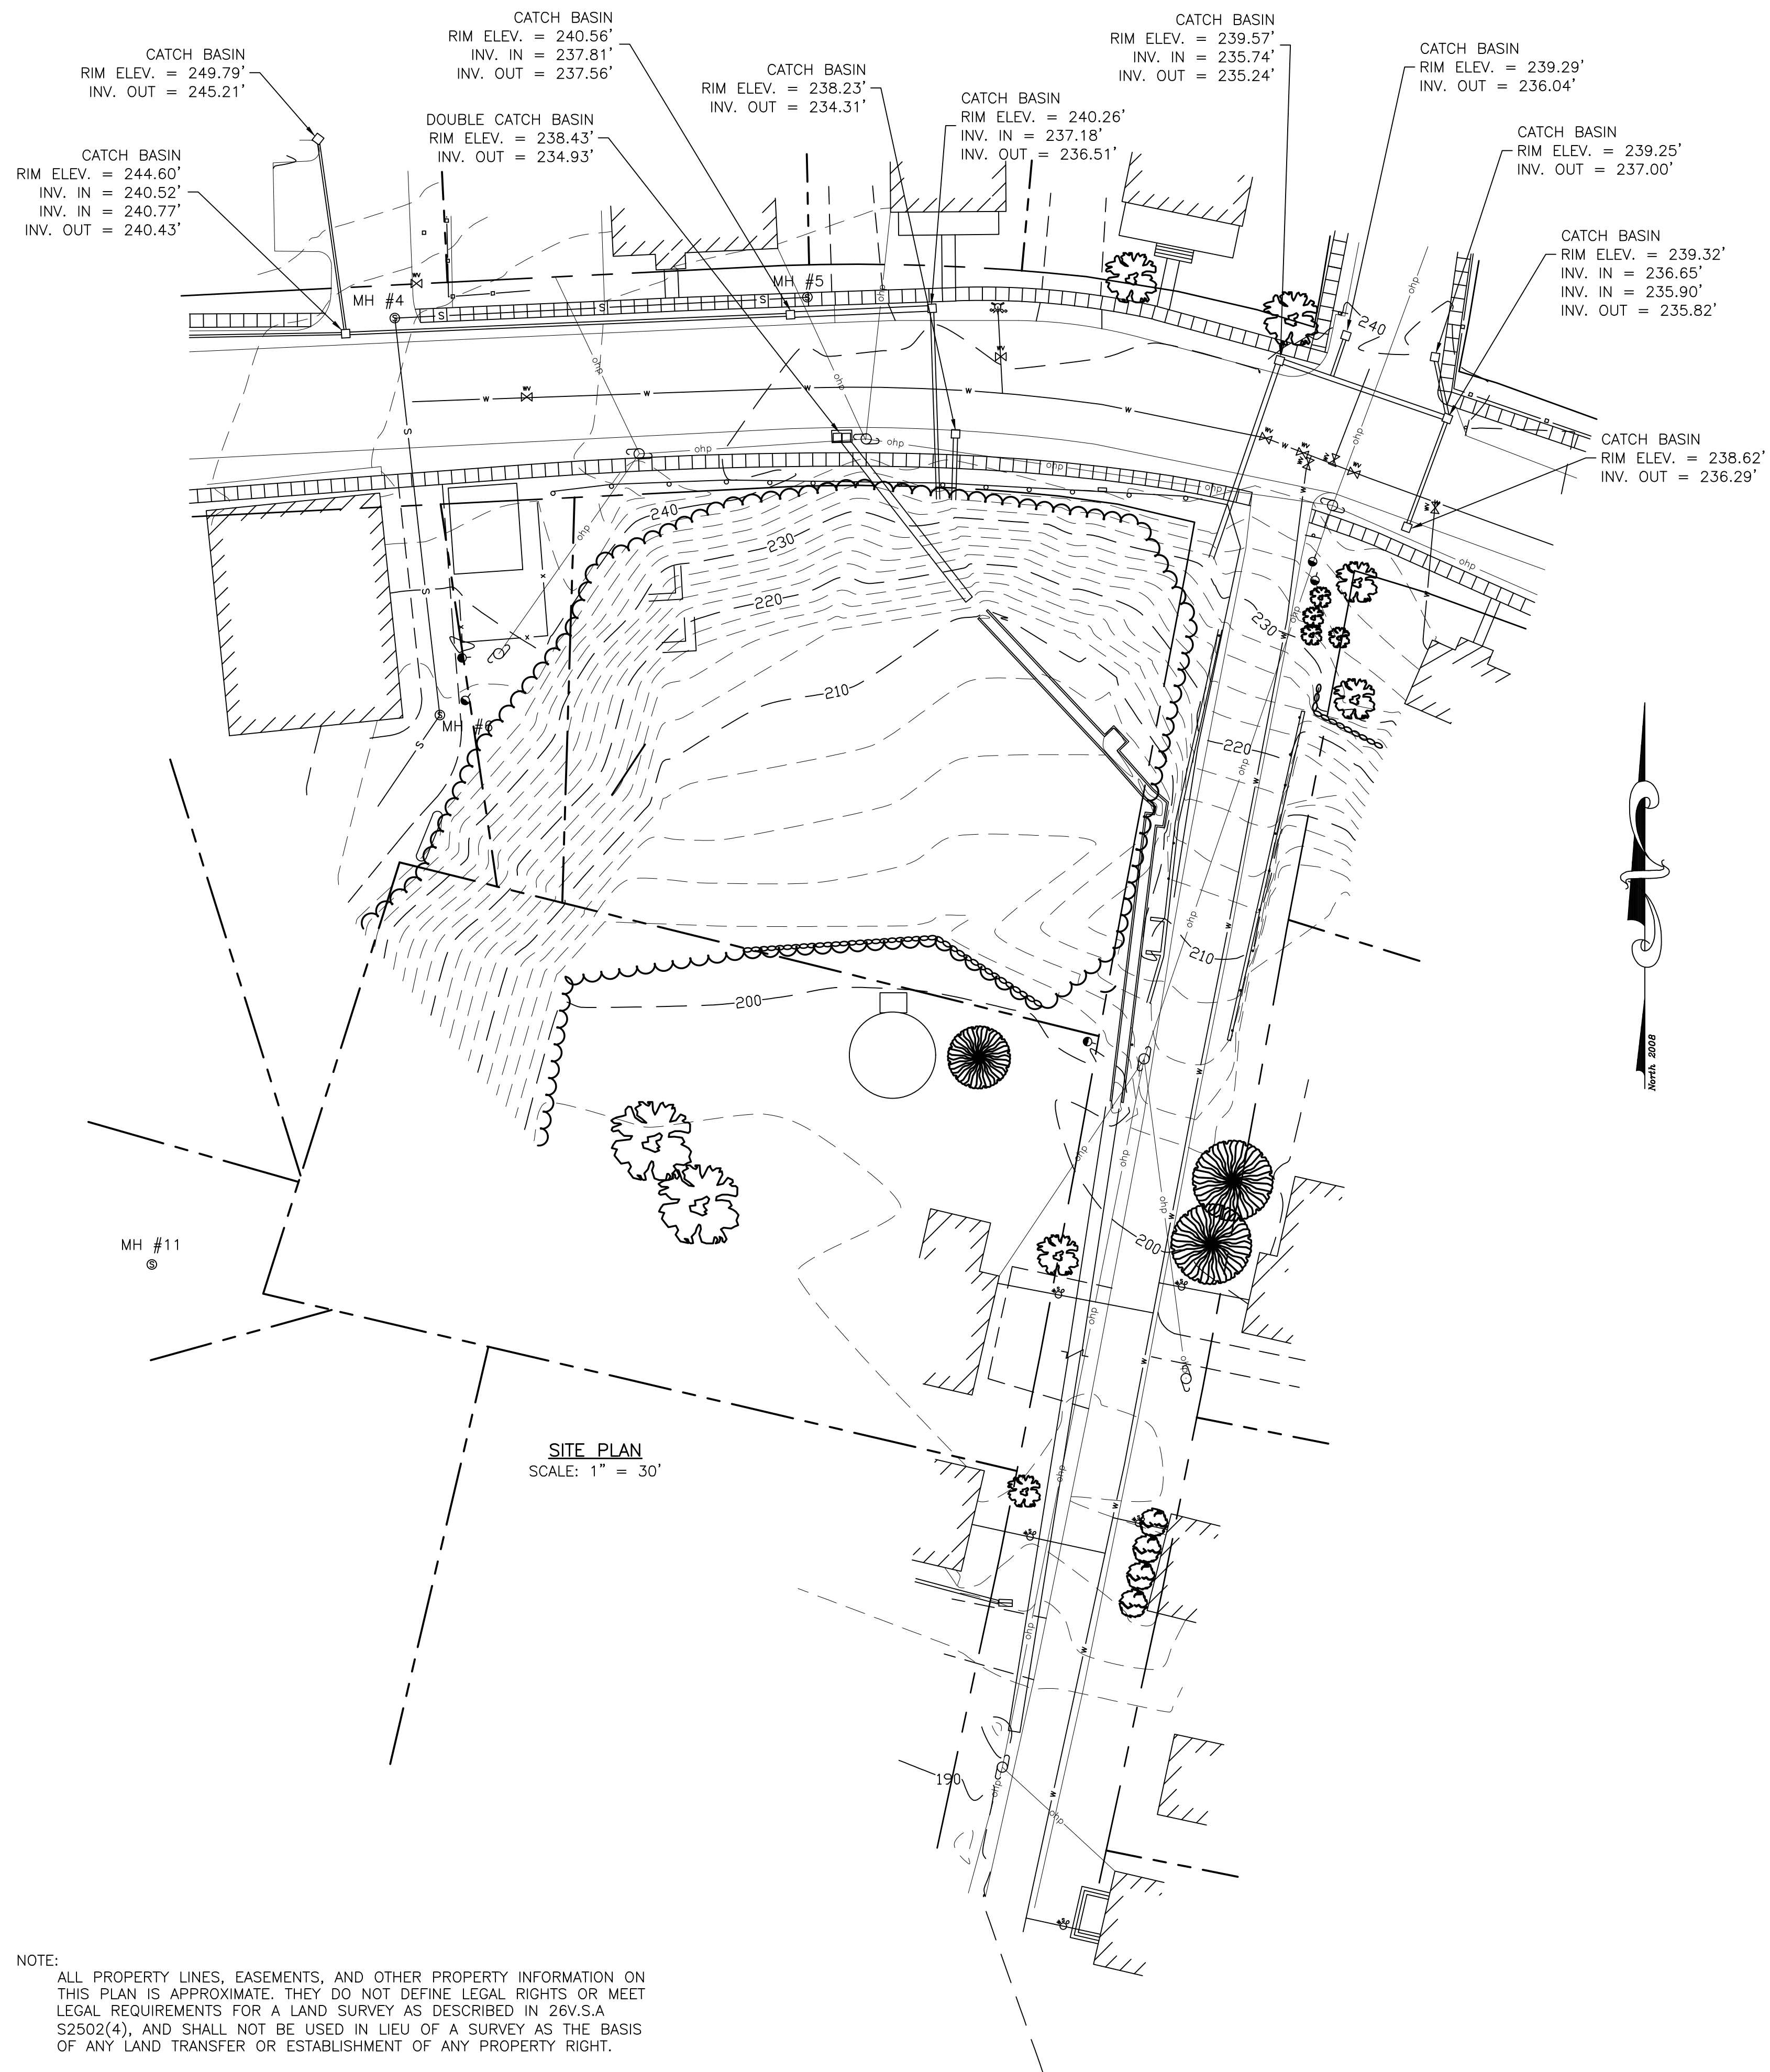 CATCH BASIN
RIM ELEV. = 249.79'
INV. OUT = 245.21'
CATCH BASIN
RIM ELEV. = 244.60'
INV. IN = 240.52'
INV. IN = 240.77'
INV. OUT = 240.43'
CATCH BASIN
RIM ELEV. = 240.56'
INV. IN = 237.81'
INV. OUT = 237.56'
DOUBLE CATCH BASIN
RIM ELEV. = 238.43'
INV. OUT = 234.93'
CATCH BASIN
RIM ELEV. = 238.23'
INV. OUT = 234.31'
CATCH BASIN
RIM ELEV. = 240.26'
INV. IN = 237.18'
INV. OUT = 236.51'
CATCH BASIN
RIM ELEV. = 239.57'
INV. IN = 235.74'
INV. OUT = 235.24'
CATCH BASIN
RIM ELEV. = 239.29'
INV. OUT = 236.04'
CATCH BASIN
RIM ELEV. = 239.25'
INV. OUT = 237.00'
CATCH BASIN
RIM ELEV. = 239.32'
INV. IN = 236.65'
INV. IN = 235.90'
INV. OUT = 235.82'
CATCH BASIN
RIM ELEV. = 238.62'
INV. OUT = 236.29'
MH #4
MH #5
240
240
230
220
210
230
220
210
MH #6
200
200
190
MH #11
North 2008
SITE PLAN
SCALE: 1" = 30'
NOTE:
ALL PROPERTY LINES, EASEMENTS, AND OTHER PROPERTY INFORMATION ON
THIS PLAN IS APPROXIMATE. THEY DO NOT DEFINE LEGAL RIGHTS OR MEET
LEGAL REQUIREMENTS FOR A LAND SURVEY AS DESCRIBED IN 26V.S.A
S2502(4), AND SHALL NOT BE USED IN LIEU OF A SURVEY AS THE BASIS
OF ANY LAND TRANSFER OR ESTABLISHMENT OF ANY PROPERTY RIGHT.